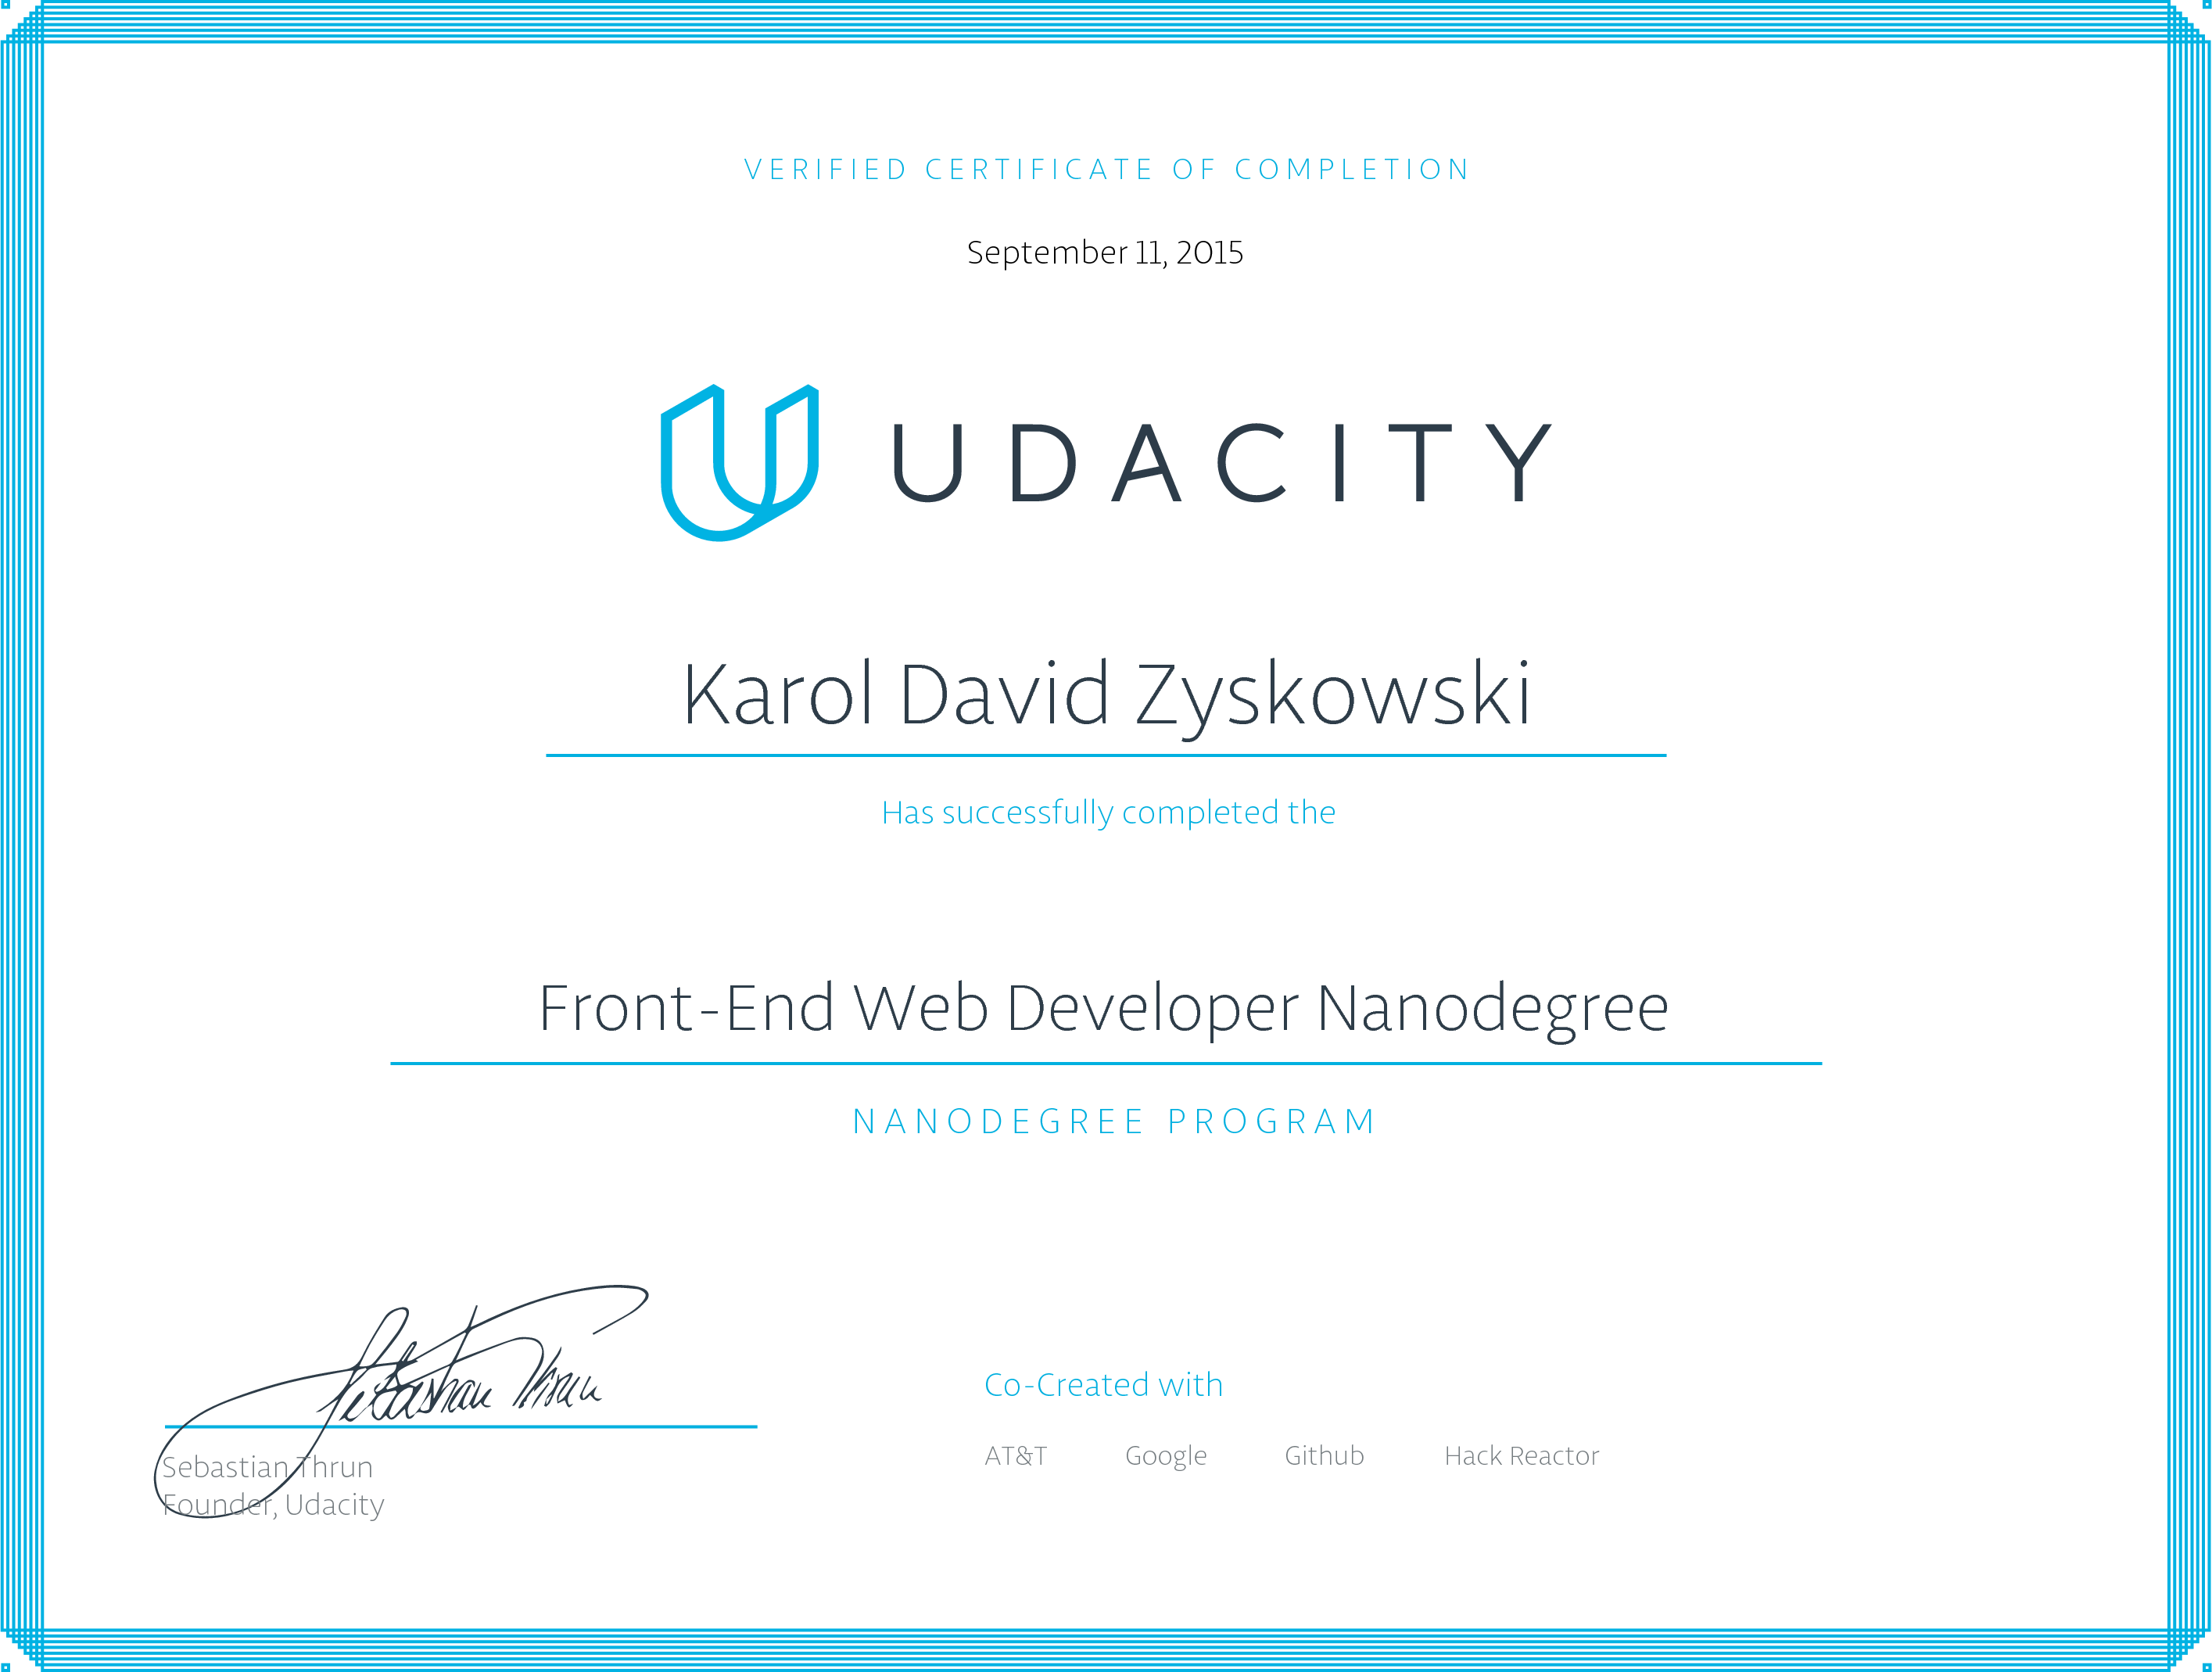 VERIFIED CERTIFICATE OF COMPLETION
September 11, 2015
UDACITY
Karol David Zyskowski
Has successfully completed the
Front-End Web Developer Nanodegree
NANODEGREE PROGRAM
Sebastian Thrun
Sebastian Thrun
Founder, Udacity
Co-Created with
AT&T Google Github Hack Reactor